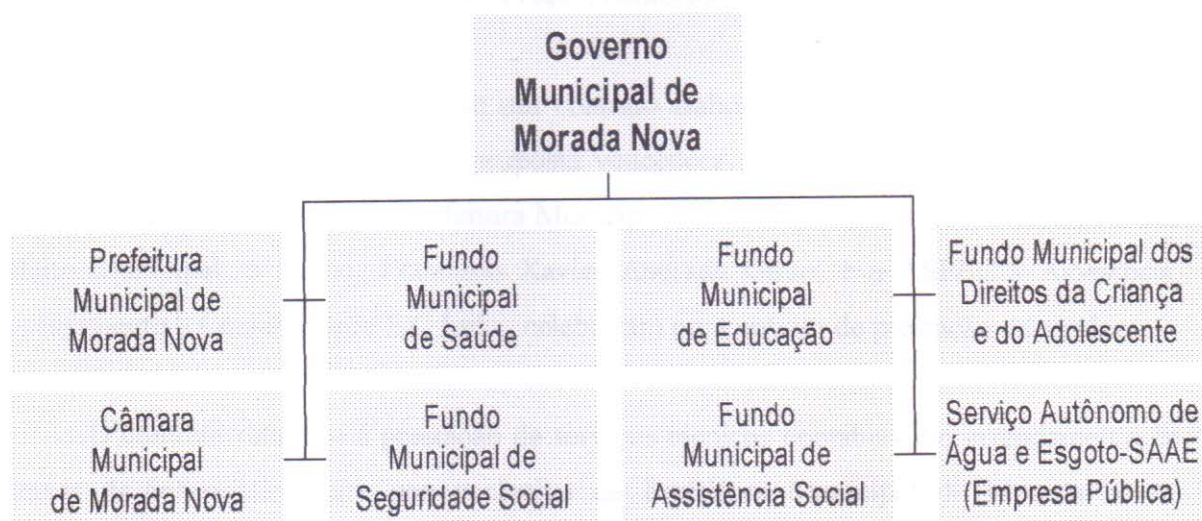 Governo
Municipal de
Morada Nova
Prefeitura
Municipal de
Morada Nova
Fundo
Municipal
de Saúde
Fundo
Municipal
de Educação
Fundo Municipal dos
Direitos da Criança
e do Adolescente
Câmara
Municipal
de Morada Nova
Fundo
Municipal de
Seguridade Social
Fundo
Municipal de
Assistência Social
Serviço Autônomo de
Água e Esgoto-SAAE
(Empresa Pública)